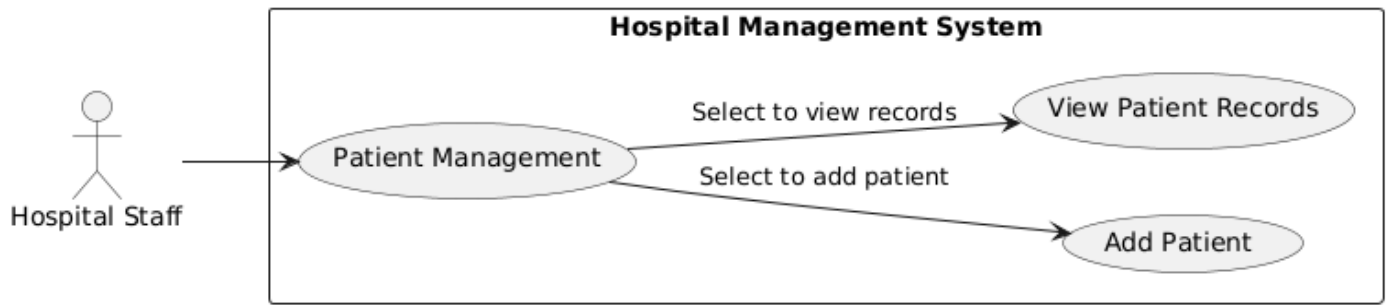 Hospital Management System
Select to view records
View Patient Records
Patient Management
Select to add patient
Hospital Staff
Add Patient